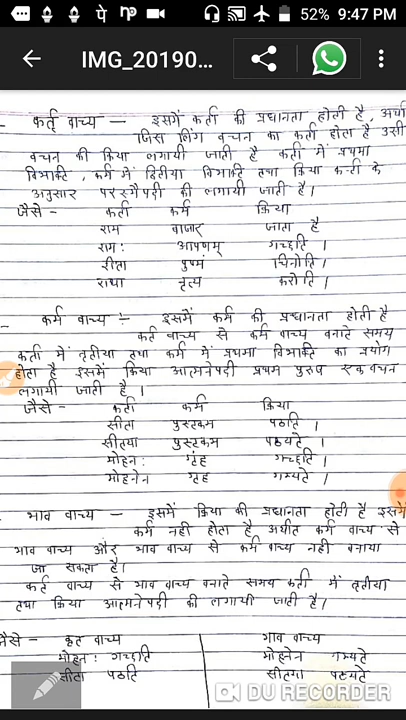 52% 9:47 PM
IMG_20190...
कर्तृ वाच्य — इसमें कर्ता की प्रधानता होती है, अर्था
जिस लिंग वचन का कर्ता होता है उसी
वचन की क्रिया लगायी जाती है कर्ता में प्रथमा
विभक्ति, कर्म में द्वितीया विभक्ति तथा क्रिया कर्ता के
अनुसार परस्मैपदी की लगायी जाती है।
जैसे - कर्ता कर्म क्रिया
राम बाजार जाता है
रामः आपणम् गच्छति।
सीता पुष्पं चिनोति।
राधा नृत्य करोति।
कर्म वाच्य :- इसमें कर्म की प्रधानता होती है
कर्तृ वाच्य से कर्म वाच्य बनाते समय
कर्ता में तृतीया तथा कर्म में प्रथमा विभक्ति का प्रयोग
होता है इसमें क्रिया आत्मनेपदी प्रथम पुरुष एकवचन
लगायी जाती है।
जैसे - कर्ता कर्म क्रिया
सीता पुस्तकम पठति।
सीतया पुस्तकम पठ्यते।
मोहनः गृह गच्छति।
मोहनेन गृह गम्यते।
भाव वाच्य - इसमें क्रिया की प्रधानता होती है इसमें
कर्म नही होता है अर्थात कर्म वाच्य से
भाव वाच्य और भाव वाच्य से कर्म वाच्य नही बनाया
जा सकता है।
कर्तृ वाच्य से भाव वाच्य बनाते समय कर्ता में तृतीया
तथा क्रिया आत्मनेपदी की लगायी जाती है।
जैसे - कृत वाच्य भाव वाच्य
मोहनः गच्छति मोहनेन गम्यते
सीता पठति सीतया पठ्यते
DU RECORDER